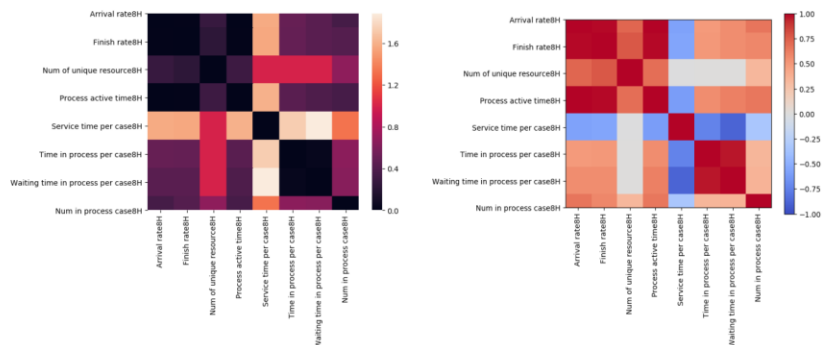 Arrival rate8H
Finish rate8H
Num of unique resource8H
Process active time8H
Service time per case8H
Time in process per case8H
Waiting time in process per case8H
Num in process case8H
Arrival rate8H
Finish rate8H
Num of unique resource8H
Process active time8H
Service time per case8H
Time in process per case8H
Waiting time in process per case8H
Num in process case8H
1.6
1.2
0.8
0.4
0.0
Arrival rate8H
Finish rate8H
Num of unique resource8H
Process active time8H
Service time per case8H
Time in process per case8H
Waiting time in process per case8H
Num in process case8H
Arrival rate8H
Finish rate8H
Num of unique resource8H
Process active time8H
Service time per case8H
Time in process per case8H
Waiting time in process per case8H
Num in process case8H
1.00
0.75
0.50
0.25
0.00
−0.25
−0.50
−0.75
−1.00